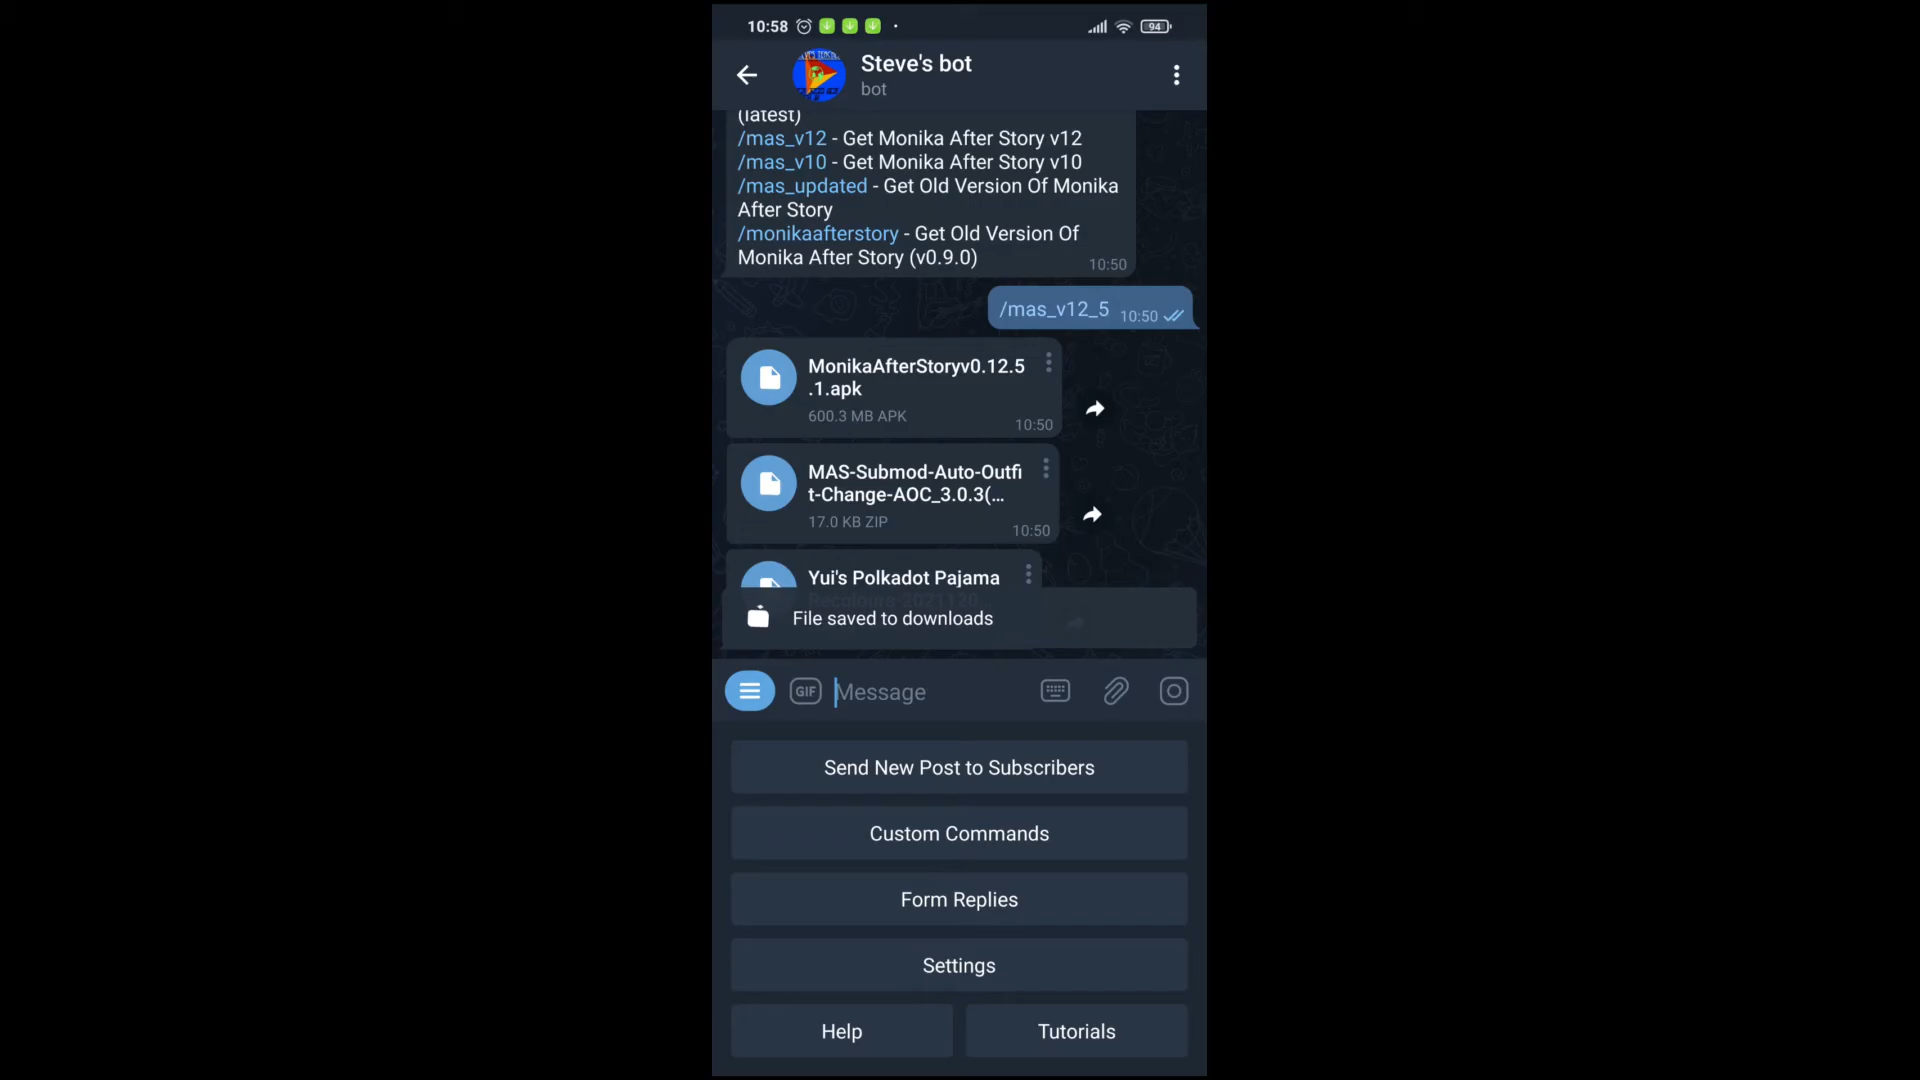 10:58
94
Steve's bot
bot
(latest)
/mas_v12 - Get Monika After Story v12
/mas_v10 - Get Monika After Story v10
/mas_updated - Get Old Version Of Monika
After Story
/monikaafterstory - Get Old Version Of
Monika After Story (v0.9.0)
10:50
/mas_v12_5
10:50
MonikaAfterStoryv0.12.5
.1.apk
600.3 MB APK
10:50
MAS-Submod-Auto-Outfi
t-Change-AOC_3.0.3(...
17.0 KB ZIP
10:50
Yui's Polkadot Pajama
File saved to downloads
GIF
Message
Send New Post to Subscribers
Custom Commands
Form Replies
Settings
Help
Tutorials